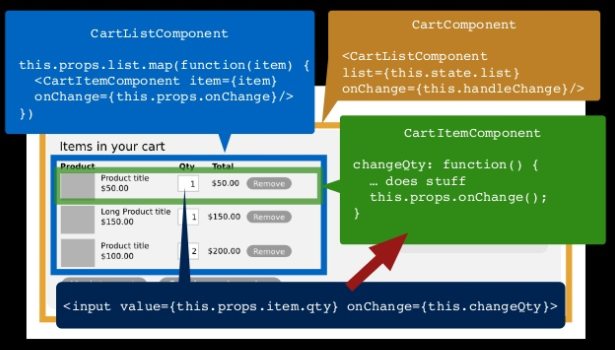 CartListComponent
this.props.list.map(function(item) {
<CartItemComponent item={item}
onChange={this.props.onChange}/>
})
CartComponent
<CartListComponent
list={this.state.list}
onChange={this.handleChange}/>
CartItemComponent
changeQty: function() {
… does stuff
this.props.onChange();
}
Items in your cart
Product Qty Total
Product title
$50.00
1 $50.00 Remove
Long Product title
$150.00
1 $150.00 Remove
Product title
$100.00
2 $200.00 Remove
<input value={this.props.item.qty} onChange={this.changeQty}>